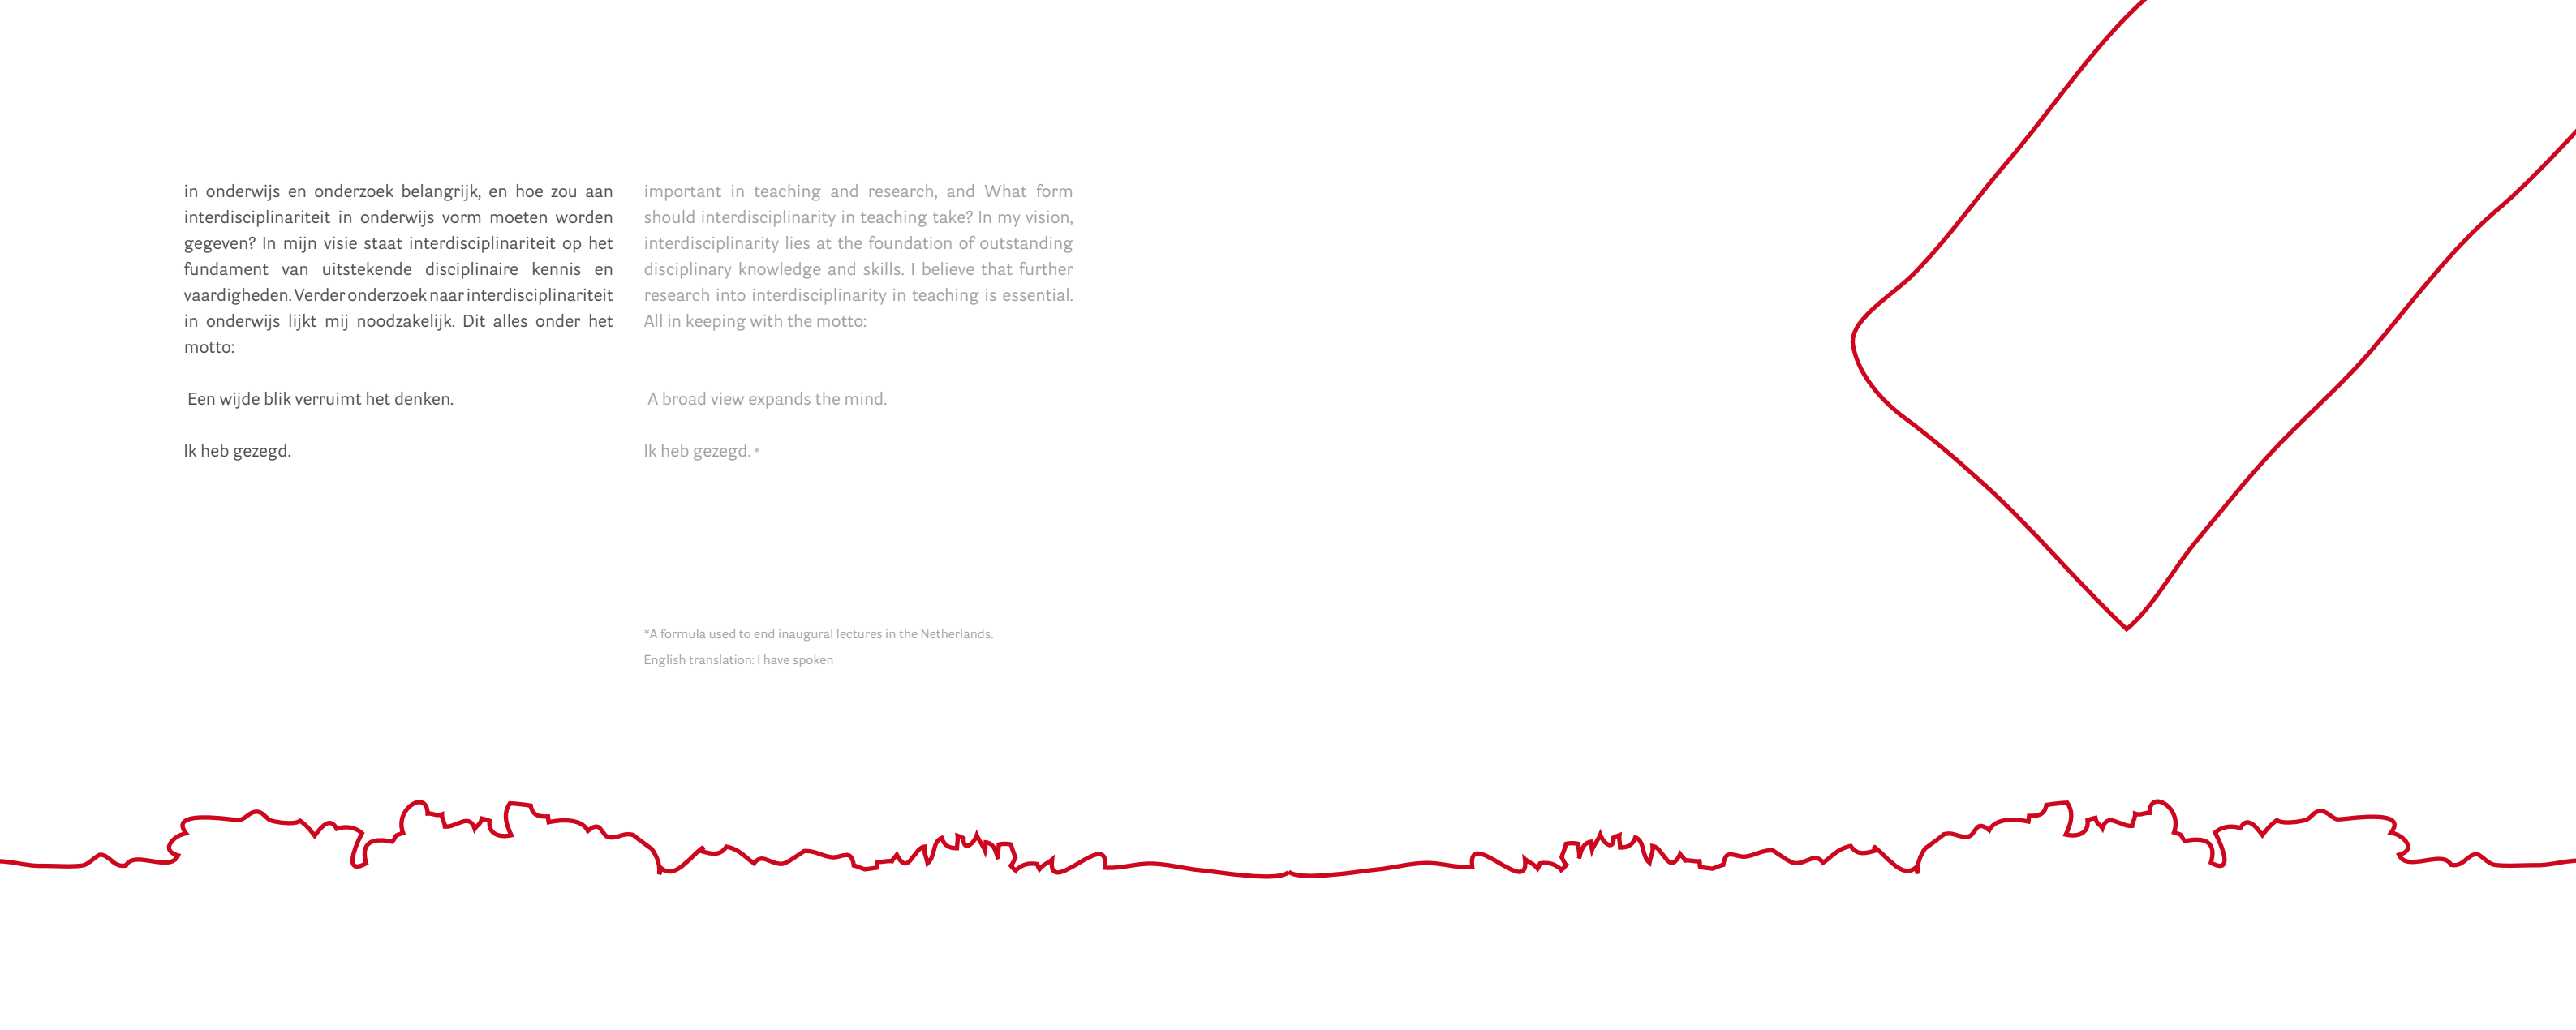 in onderwijs en onderzoek belangrijk, en hoe zou aan
interdisciplinariteit in onderwijs vorm moeten worden
gegeven? In mijn visie staat interdisciplinariteit op het
fundament van uitstekende disciplinaire kennis en
vaardigheden. Verder onderzoek naar interdisciplinariteit
in onderwijs lijkt mij noodzakelijk. Dit alles onder het
motto:
Een wijde blik verruimt het denken.
Ik heb gezegd.
important in teaching and research, and What form
should interdisciplinarity in teaching take? In my vision,
interdisciplinarity lies at the foundation of outstanding
disciplinary knowledge and skills. I believe that further
research into interdisciplinarity in teaching is essential.
All in keeping with the motto:
A broad view expands the mind.
Ik heb gezegd.*
*A formula used to end inaugural lectures in the Netherlands.
English translation: I have spoken